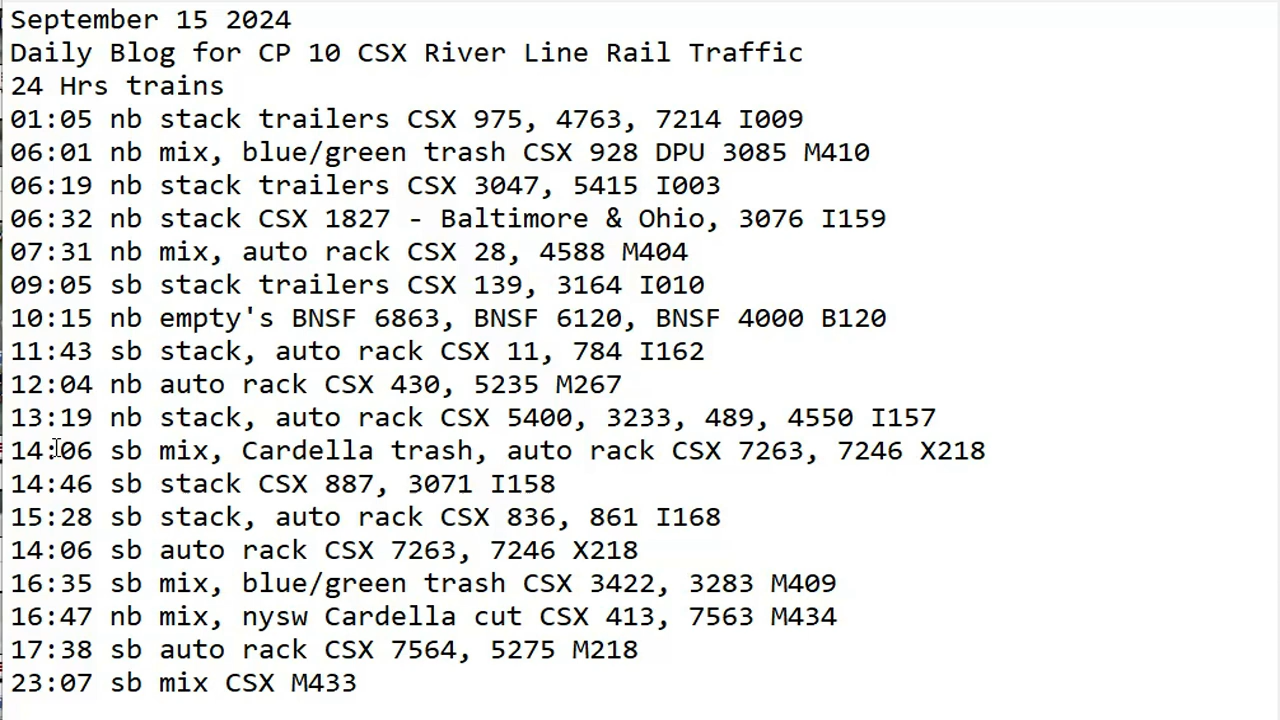 September 15 2024
Daily Blog for CP 10 CSX River Line Rail Traffic
24 Hrs trains
01:05 nb stack trailers CSX 975, 4763, 7214 I009
06:01 nb mix, blue/green trash CSX 928 DPU 3085 M410
06:19 nb stack trailers CSX 3047, 5415 I003
06:32 nb stack CSX 1827 - Baltimore & Ohio, 3076 I159
07:31 nb mix, auto rack CSX 28, 4588 M404
09:05 sb stack trailers CSX 139, 3164 I010
10:15 nb empty's BNSF 6863, BNSF 6120, BNSF 4000 B120
11:43 sb stack, auto rack CSX 11, 784 I162
12:04 nb auto rack CSX 430, 5235 M267
13:19 nb stack, auto rack CSX 5400, 3233, 489, 4550 I157
14:06 sb mix, Cardella trash, auto rack CSX 7263, 7246 X218
14:46 sb stack CSX 887, 3071 I158
15:28 sb stack, auto rack CSX 836, 861 I168
14:06 sb auto rack CSX 7263, 7246 X218
16:35 sb mix, blue/green trash CSX 3422, 3283 M409
16:47 nb mix, nysw Cardella cut CSX 413, 7563 M434
17:38 sb auto rack CSX 7564, 5275 M218
23:07 sb mix CSX M433